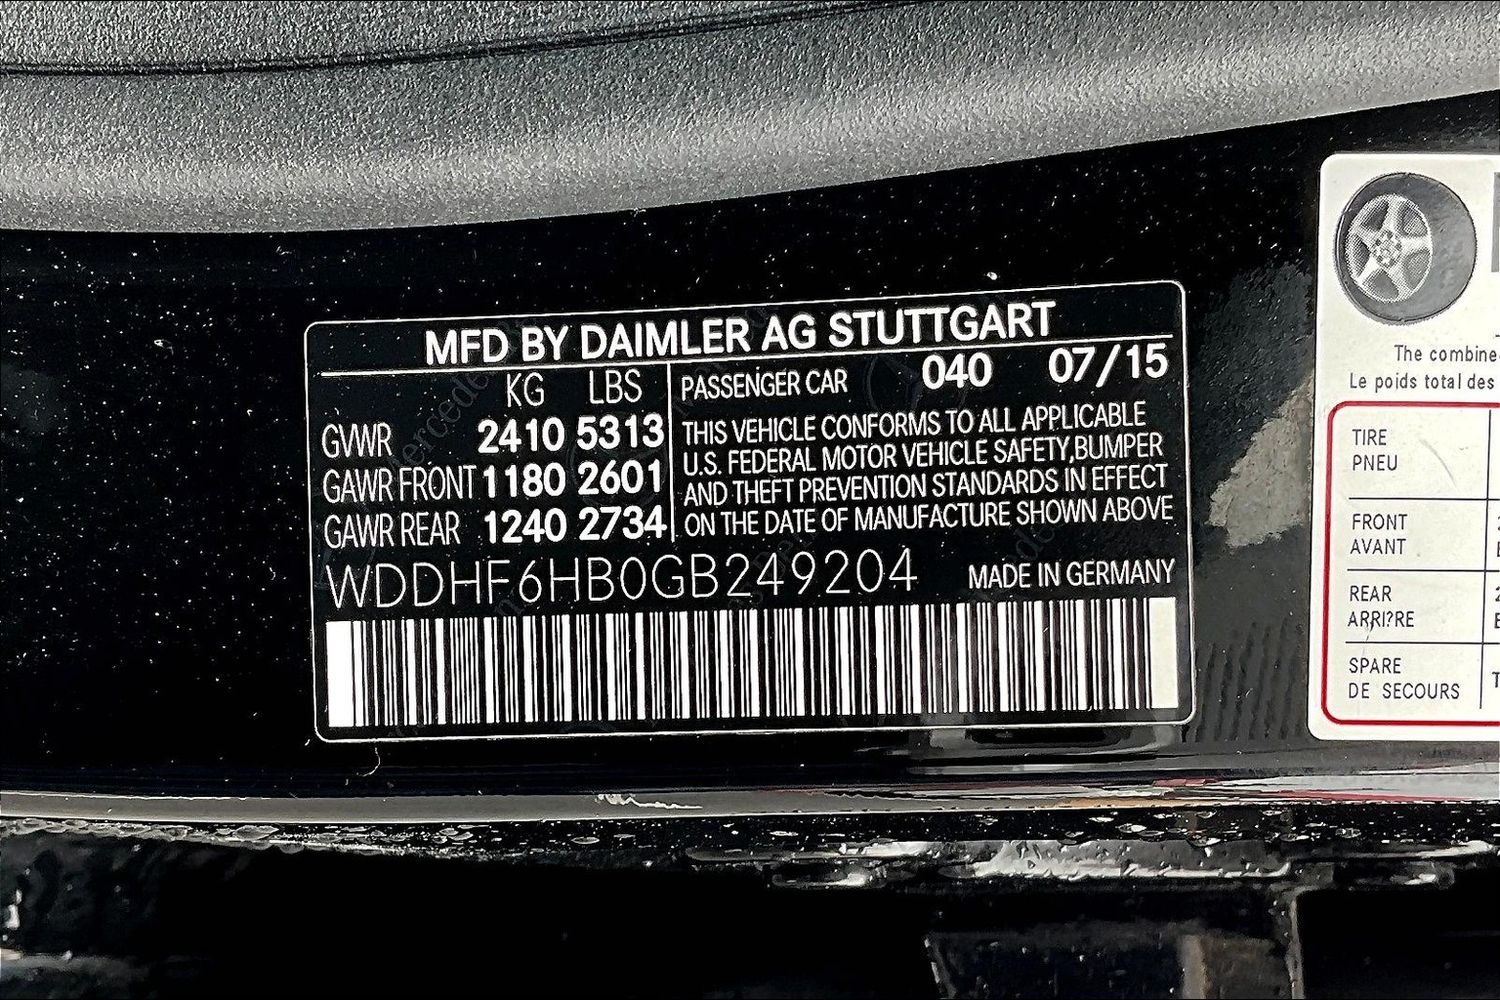 MFD BY DAIMLER AG STUTTGART
KG LBS
GVWR 2410 5313
GAWR FRONT 1180 2601
GAWR REAR 1240 2734
PASSENGER CAR 040 07/15
THIS VEHICLE CONFORMS TO ALL APPLICABLE
U.S. FEDERAL MOTOR VEHICLE SAFETY,BUMPER
AND THEFT PREVENTION STANDARDS IN EFFECT
ON THE DATE OF MANUFACTURE SHOWN ABOVE
WDDHF6HB0GB249204 MADE IN GERMANY
The combine
Le poids total des
TIRE
PNEU
FRONT
AVANT
REAR
ARRI?RE
SPARE
DE SECOURS